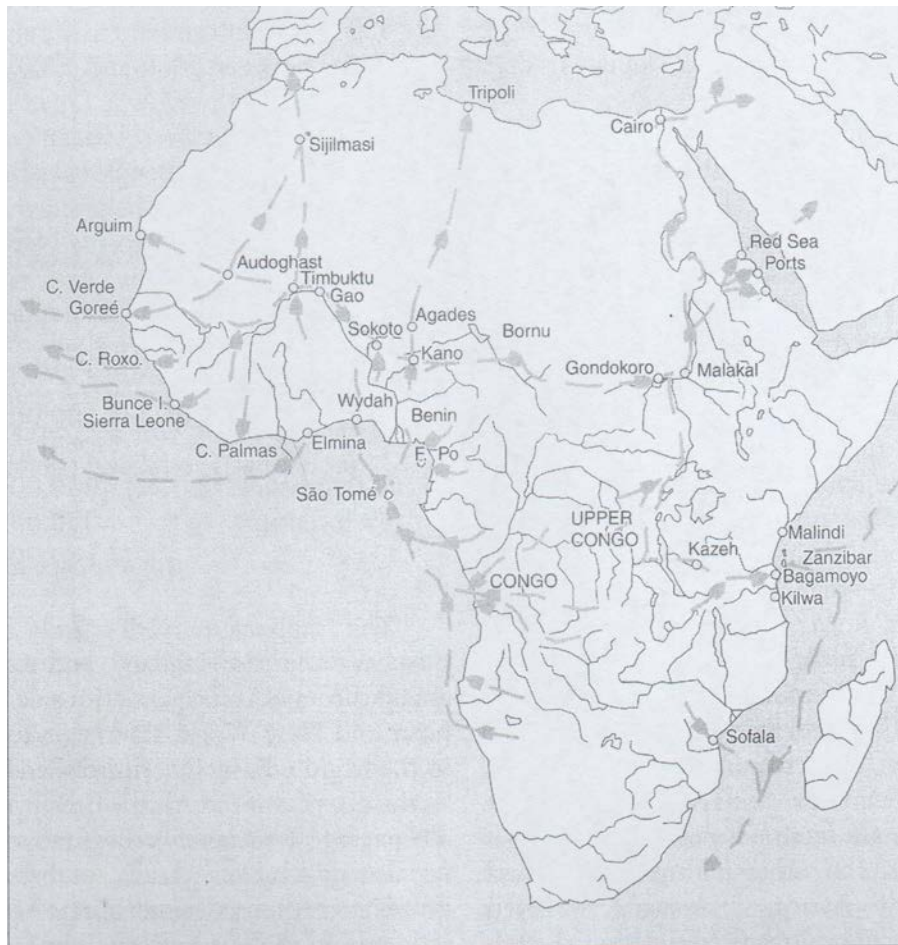 Tripoli
Cairo
Sijilmasi
Arguim
Red Sea
Ports
Audoghast
Timbuktu
Gao
C. Verde
Goreé
Agades
Sokoto
Bornu
C. Roxo.
Kano
Gondokoro
Malakal
Bunce I.
Sierra Leone
Wydah
Benin
C. Palmas
Elmina
F. Po
São Tomé
UPPER
CONGO
Malindi
Kazeh
Zanzibar
CONGO
Bagamoyo
Kilwa
Sofala